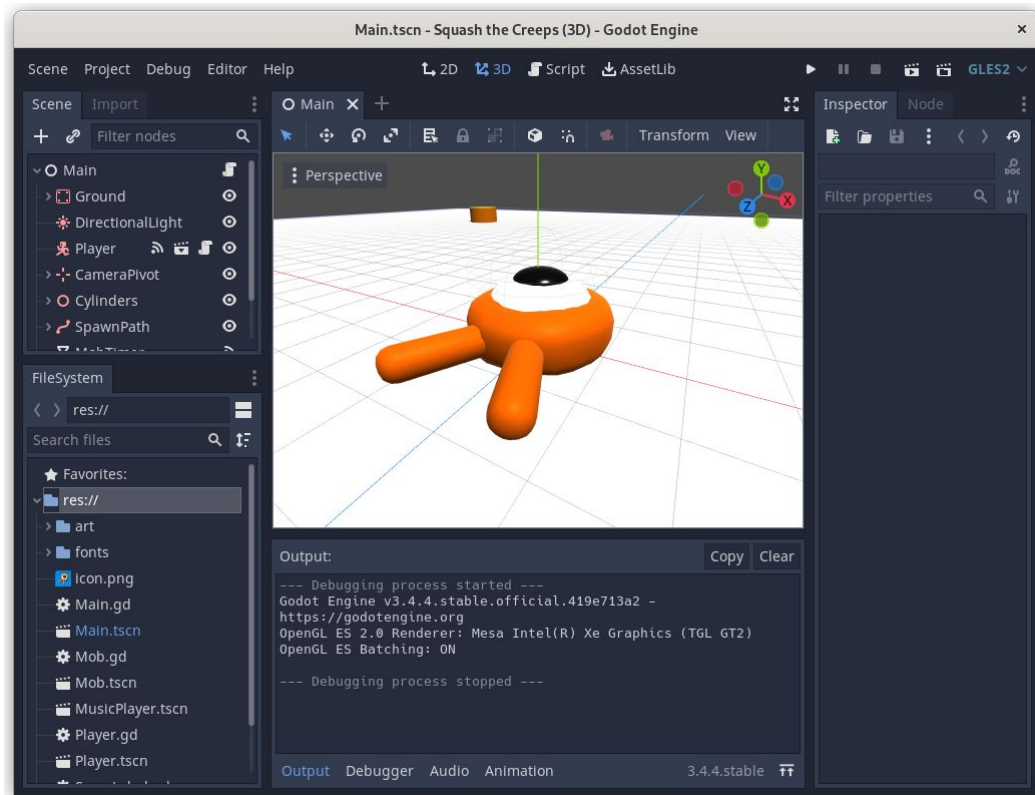 Main.tscn - Squash the Creeps (3D) - Godot Engine
Scene Project Debug Editor Help
2D 3D Script AssetLib
GLES2
Scene Import
Filter nodes
Main
Ground
DirectionalLight
Player
CameraPivot
Cylinders
SpawnPath
MobTimer
FileSystem
res://
Search files
Favorites:
res://
art
fonts
icon.png
Main.gd
Main.tscn
Mob.gd
Mob.tscn
MusicPlayer.tscn
Player.gd
Player.tscn
Main
Transform View
Perspective
Y
X
Z
Output:
Copy Clear
--- Debugging process started ---
Godot Engine v3.4.4.stable.official.419e713a2 -
https://godotengine.org
OpenGL ES 2.0 Renderer: Mesa Intel(R) Xe Graphics (TGL GT2)
OpenGL ES Batching: ON
--- Debugging process stopped ---
Output Debugger Audio Animation
3.4.4.stable
Inspector Node
DOC
Filter properties